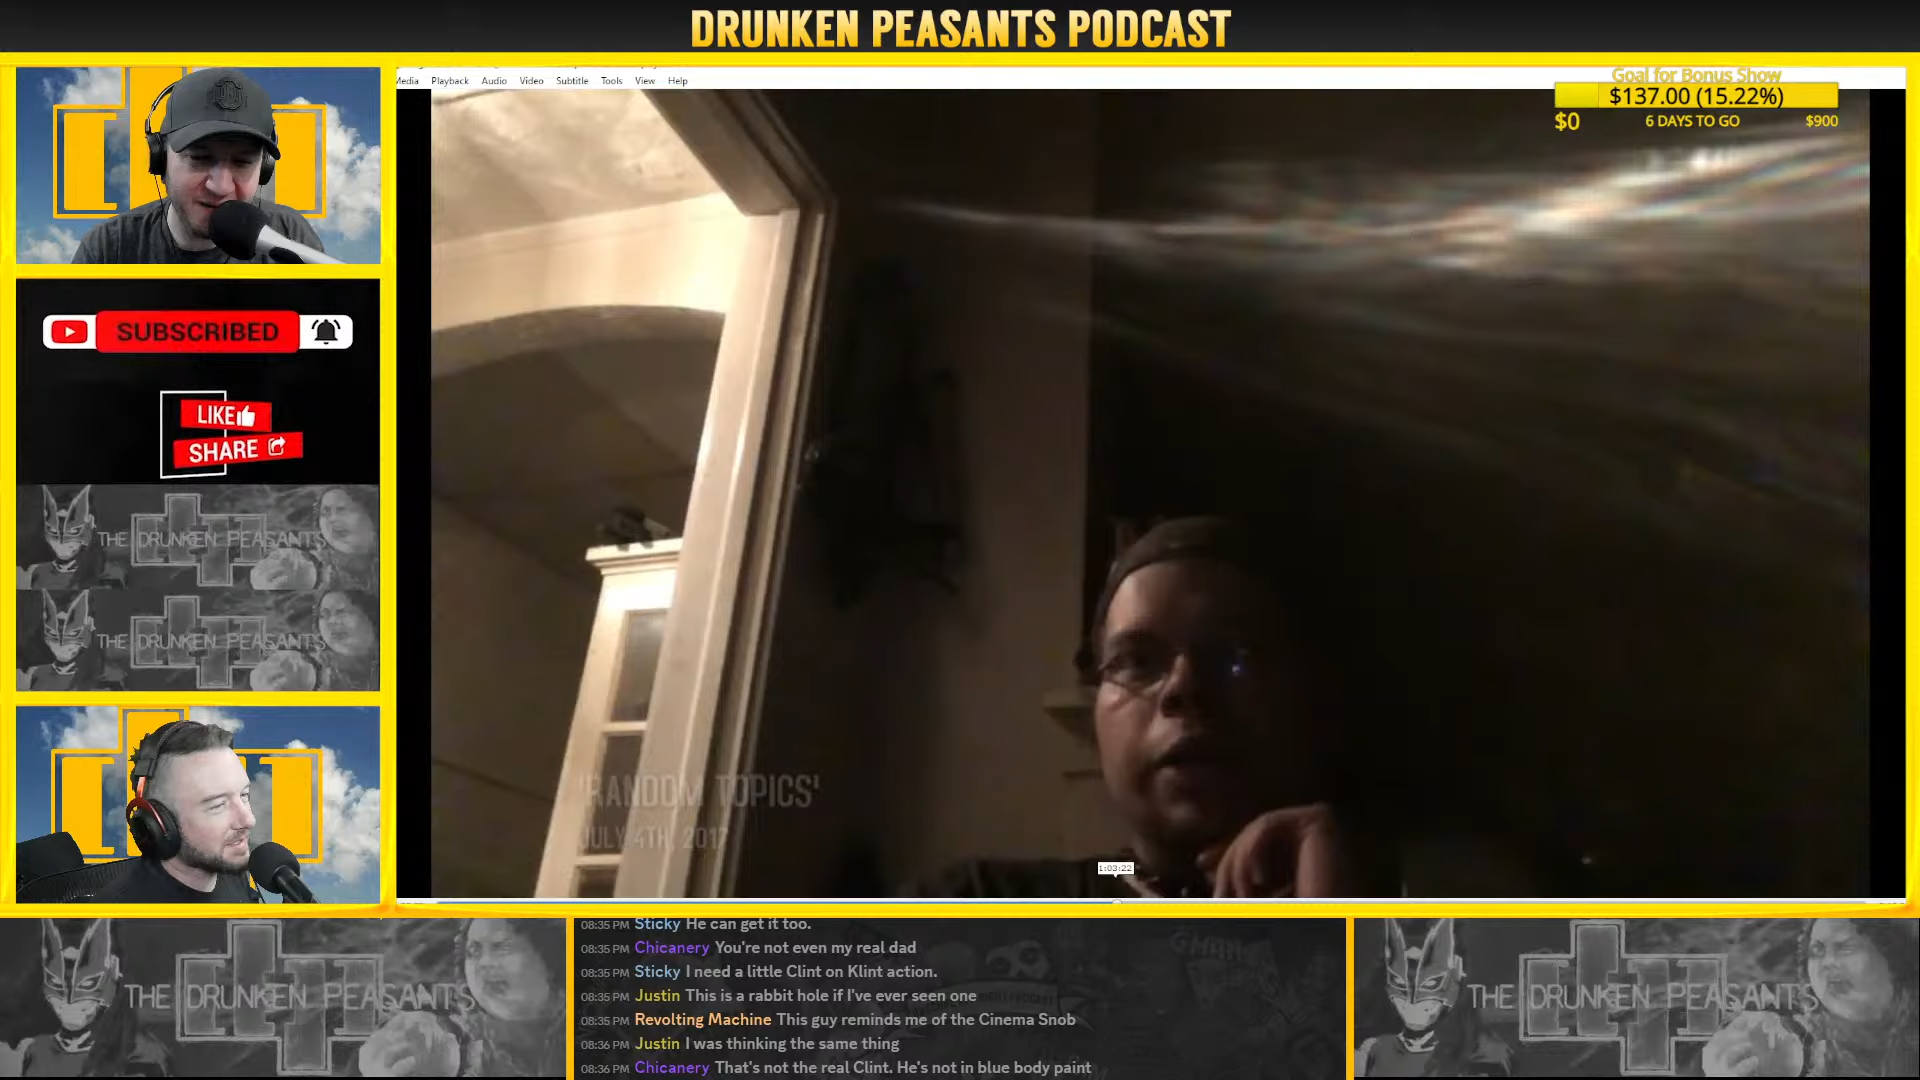 DRUNKEN PEASANTS PODCAST
Media Playback Audio Video Subtitle Tools View Help
Goal for Bonus Show
$137.00 (15.22%)
$0 6 DAYS TO GO $900
SUBSCRIBED
LIKE
SHARE
THE DRUNKEN PEASANTS
THE DRUNKEN PEASANTS
'RANDOM TOPICS'
JULY 4TH, 2017
1:03:22
08:35 PM Sticky He can get it too.
08:35 PM Chicanery You're not even my real dad
08:35 PM Sticky I need a little Clint on Klint action.
08:35 PM Justin This is a rabbit hole if I've ever seen one
08:35 PM Revolting Machine This guy reminds me of the Cinema Snob
08:36 PM Justin I was thinking the same thing
08:36 PM Chicanery That's not the real Clint. He's not in blue body paint
THE DRUNKEN PEASANTS
THE DRUNKEN PEASANTS